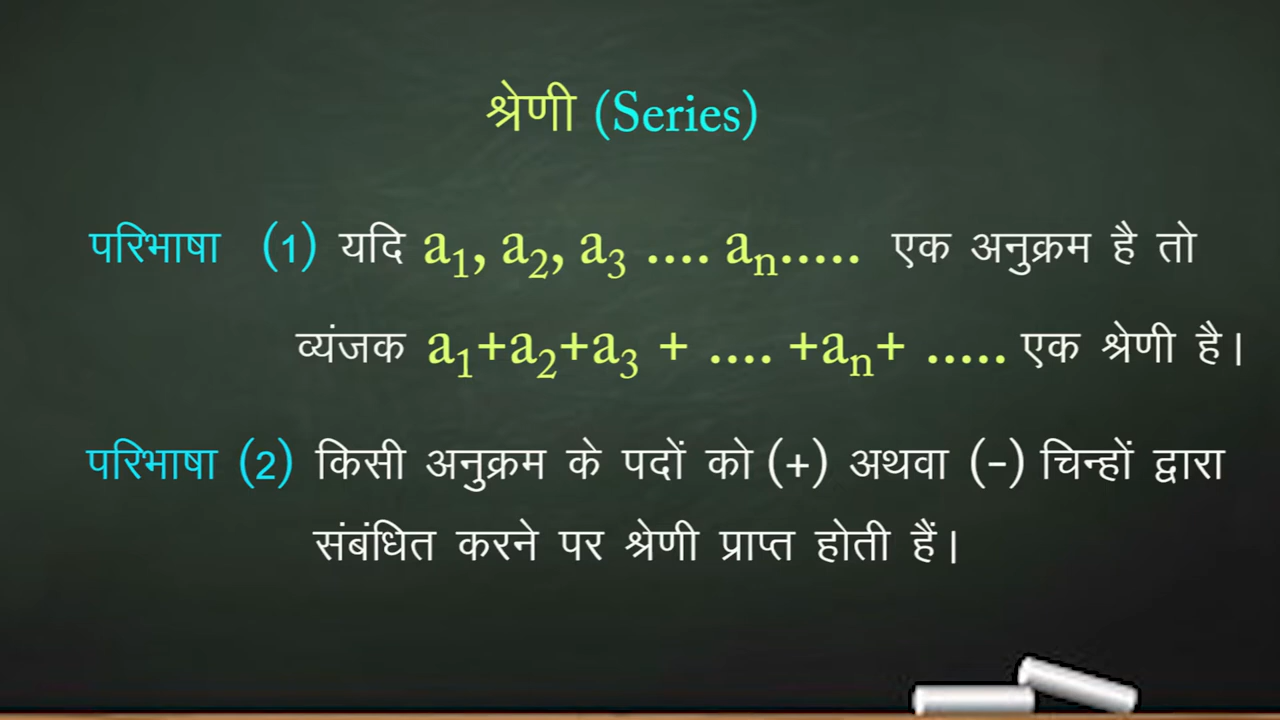 श्रेणी (Series)
परिभाषा (1) यदि a₁, a₂, a₃ .... aₙ..... एक अनुक्रम है तो
व्यंजक a₁+a₂+a₃ + .... +aₙ+ ..... एक श्रेणी है।
परिभाषा (2) किसी अनुक्रम के पदों को (+) अथवा (-) चिन्हों द्वारा
संबंधित करने पर श्रेणी प्राप्त होती हैं।